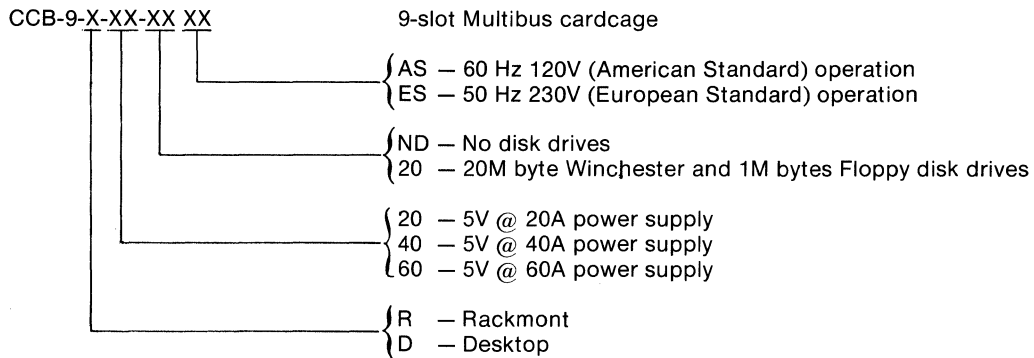 CCB-9-X-XX-XX XX 9-slot Multibus cardcage
AS — 60 Hz 120V (American Standard) operation
ES — 50 Hz 230V (European Standard) operation
ND — No disk drives
20 — 20M byte Winchester and 1M bytes Floppy disk drives
20 — 5V @ 20A power supply
40 — 5V @ 40A power supply
60 — 5V @ 60A power supply
R — Rackmont
D — Desktop